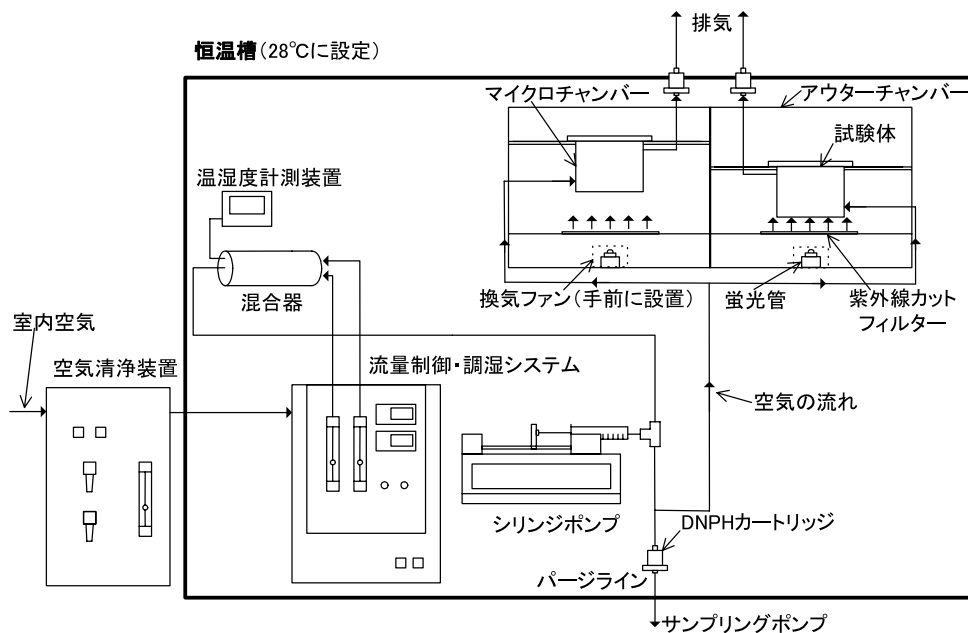 排気
恒温槽(28℃に設定)
マイクロチャンバー
アウターチャンバー
試験体
温湿度計測装置
混合器
換気ファン(手前に設置)
蛍光管
紫外線カット
フィルター
室内空気
空気清浄装置
流量制御・調湿システム
空気の流れ
シリンジポンプ
DNPHカートリッジ
パージライン
サンプリングポンプ